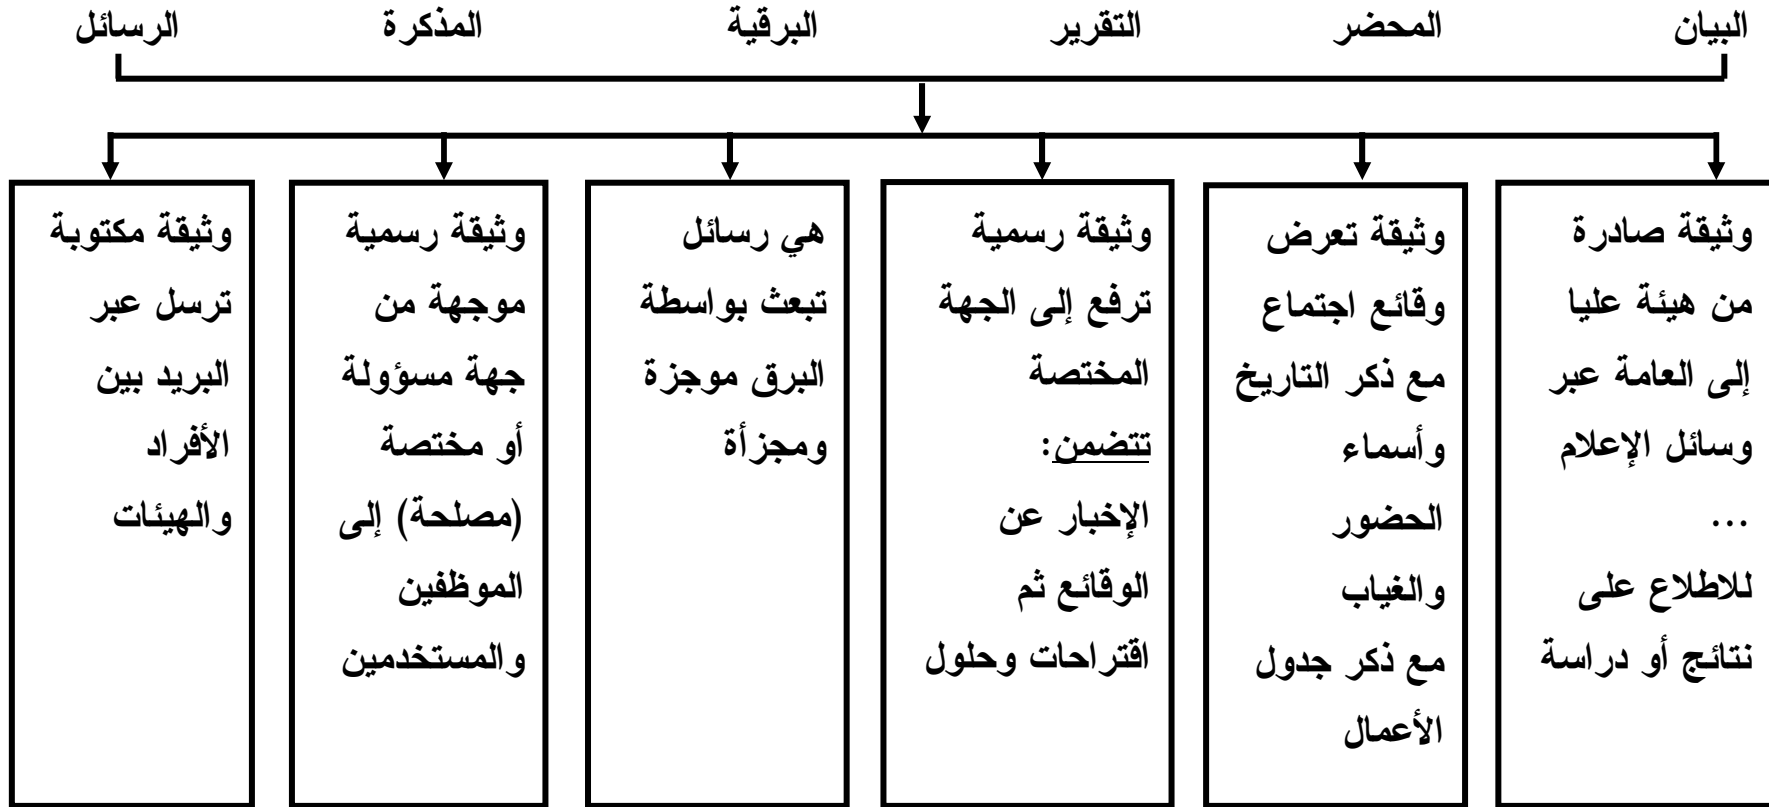 البيان المحضر التقرير البرقية المذكرة الرسائل
وثيقة صادرة
من هيئة عليا
إلى العامة عبر
وسائل الإعلام
...
للاطلاع على
نتائج أو دراسة
وثيقة تعرض
وقائع اجتماع
مع ذكر التاريخ
وأسماء
الحضور
والغياب
مع ذكر جدول
الأعمال
وثيقة رسمية
ترفع إلى الجهة
المختصة
تتضمن:
الإخبار عن
الوقائع ثم
اقتراحات وحلول
هي رسائل
تبعث بواسطة
البرق موجزة
ومجزأة
وثيقة رسمية
موجهة من
جهة مسؤولة
أو مختصة
(مصلحة) إلى
الموظفين
والمستخدمين
وثيقة مكتوبة
ترسل عبر
البريد بين
الأفراد
والهيئات